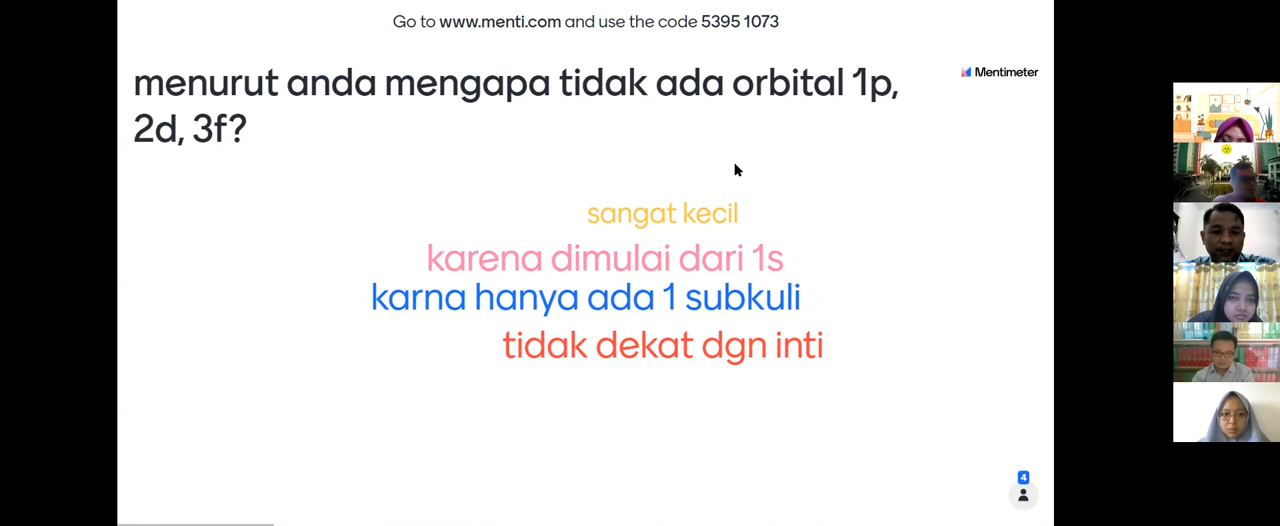 Go to www.menti.com and use the code 5395 1073
menurut anda mengapa tidak ada orbital 1p,
2d, 3f?
Mentimeter
sangat kecil
karena dimulai dari 1s
karna hanya ada 1 subkuli
tidak dekat dgn inti
4